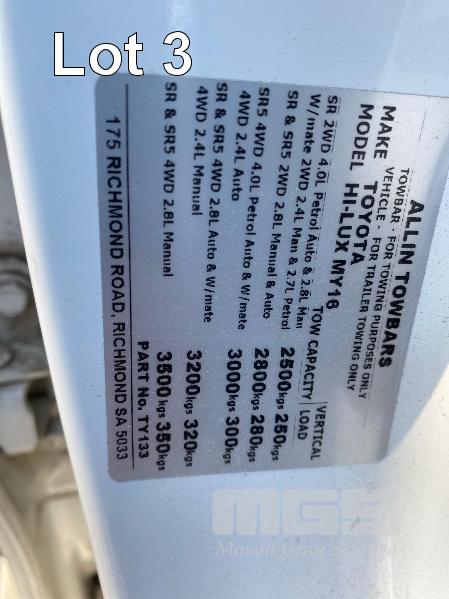 Lot 3
ALLIN TOWBARS
TOWBAR - FOR TOWING PURPOSES ONLY
VEHICLE - FOR TRAILER TOWING ONLY
MAKE TOYOTA
MODEL HI-LUX MY16
TOW CAPACITY VERTICAL LOAD
SR 2WD 4.0L Petrol Auto & 2.8L Man
W/mate 2WD 2.4L Man & 2.7L Petrol 2500kgs 250kgs
SR & SR5 2WD 2.8L Manual & Auto 2800kgs 280kgs
SR5 4WD 4.0L Petrol Auto & W/mate
4WD 2.4L Auto 3000kgs 300kgs
SR & SR5 4WD 2.8L Auto & W/mate
4WD 2.4L Manual 3200kgs 320kgs
SR & SR5 4WD 2.8L Manual 3500kgs 350kgs
PART No. TY133
175 RICHMOND ROAD, RICHMOND SA 5033
MGS
Mason Gray